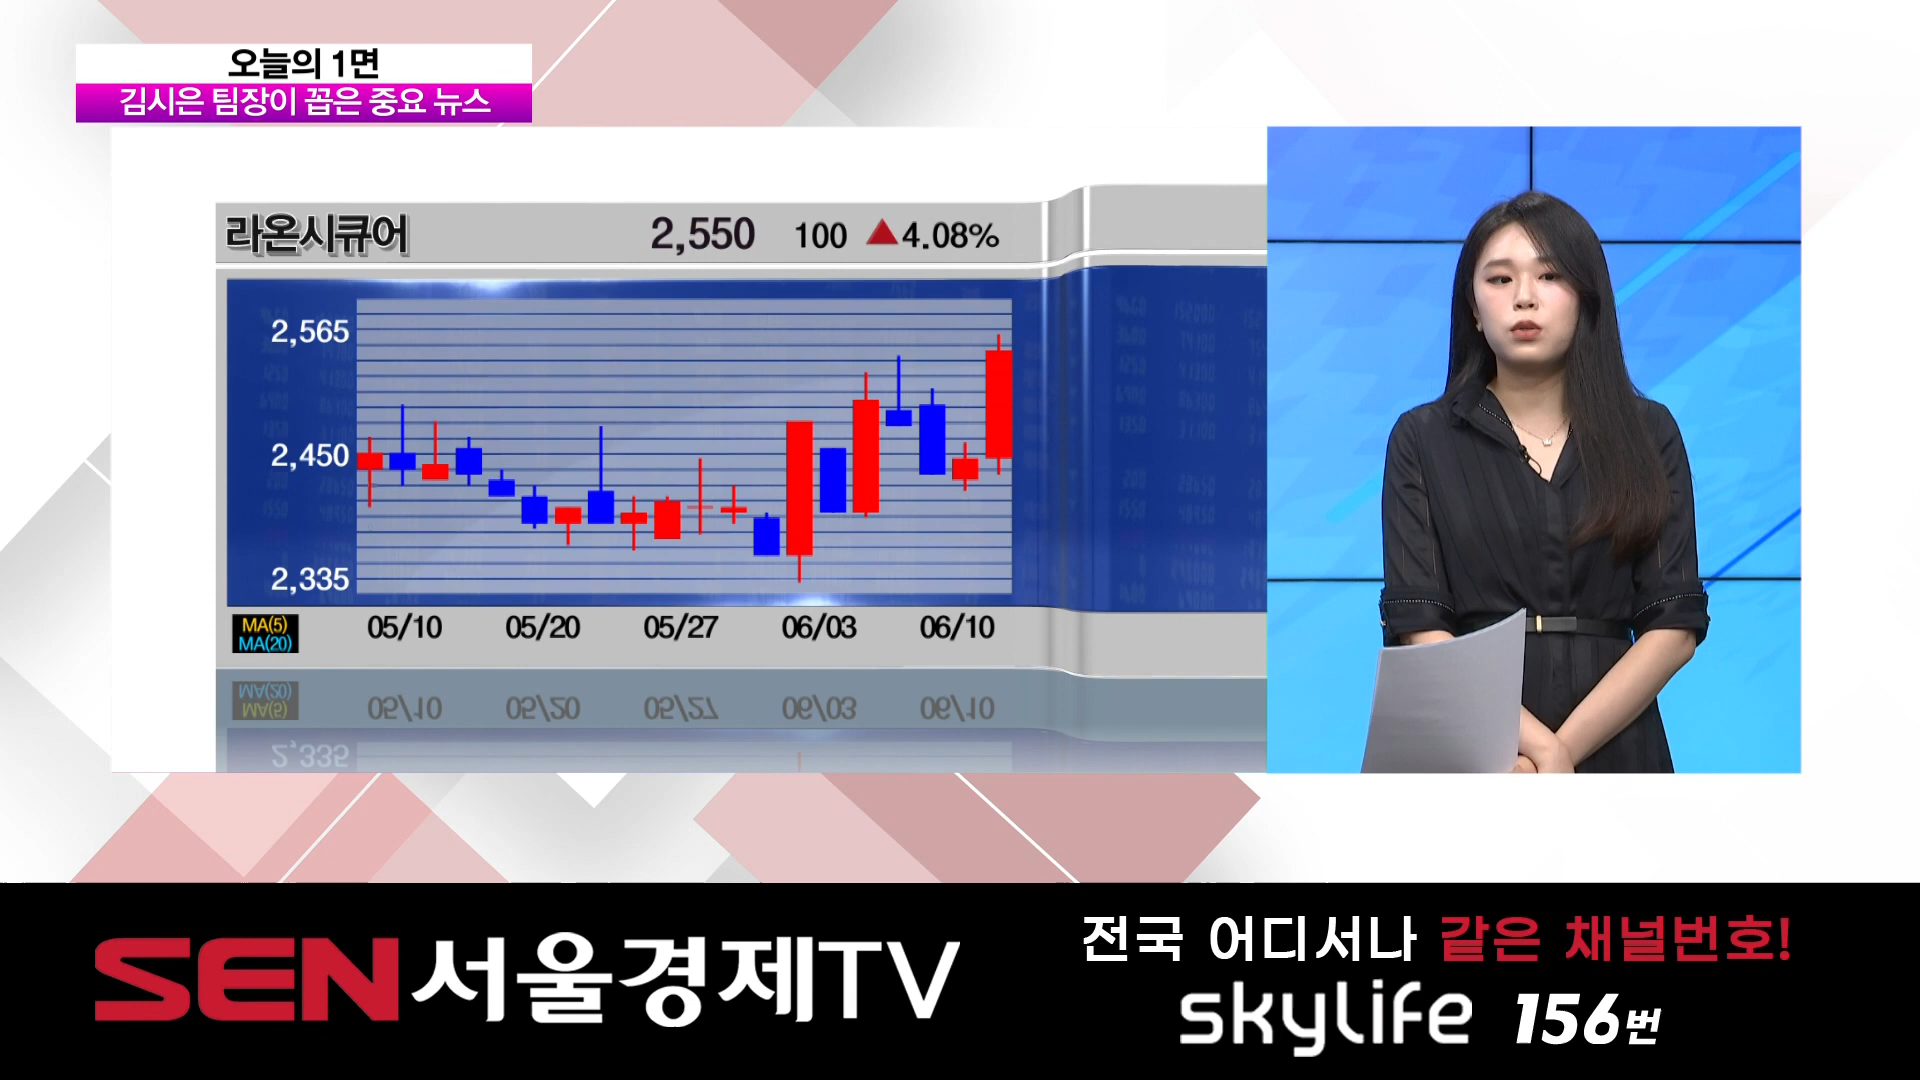 오늘의 1면
김시은 팀장이 꼽은 중요 뉴스
라온시큐어 2,550 100 ▲4.08%
2,565
2,450
2,335
MA(5)
MA(20)
05/10 05/20 05/27 06/03 06/10
SEN서울경제TV
전국 어디서나 같은 채널번호!
skylife 156번